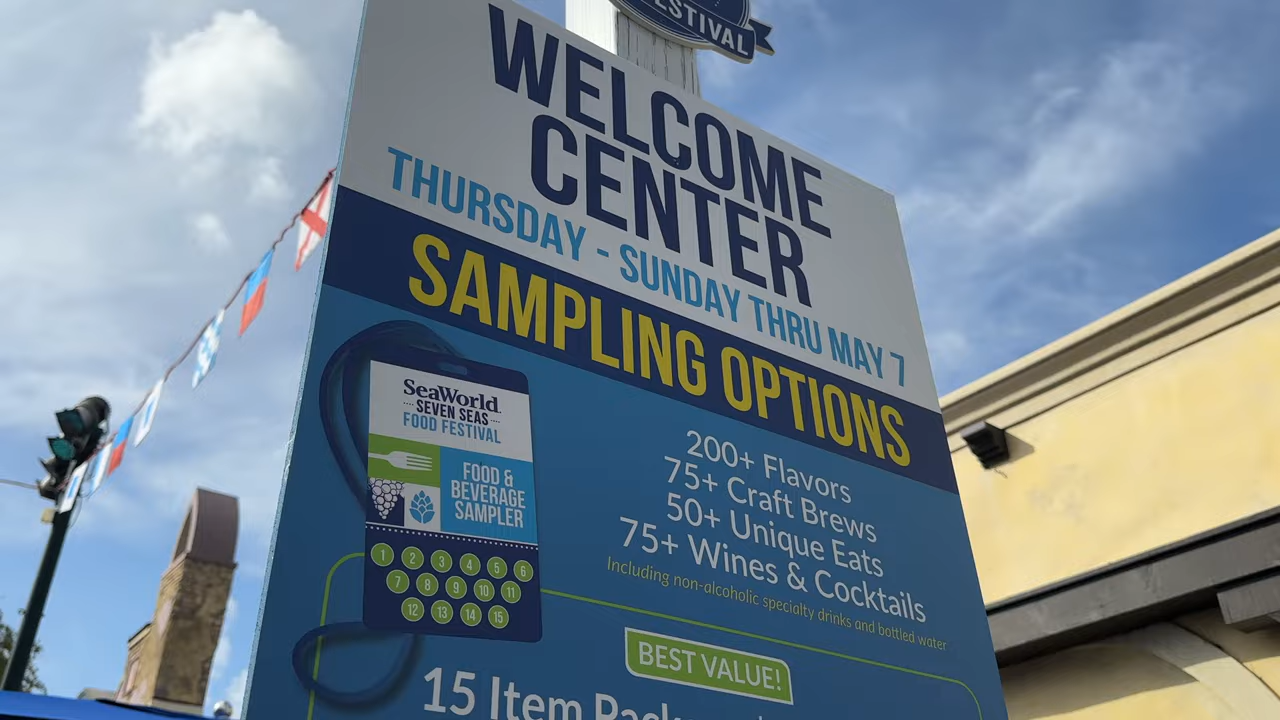 FESTIVAL
WELCOME
CENTER
THURSDAY - SUNDAY THRU MAY 7
SAMPLING OPTIONS
SeaWorld
SEVEN SEAS
FOOD FESTIVAL
FOOD &
BEVERAGE
SAMPLER
1 2 3 4 5 6
7 8 9 10 11
12 13 14 15
200+ Flavors
75+ Craft Brews
50+ Unique Eats
75+ Wines & Cocktails
Including non-alcoholic specialty drinks and bottled water
BEST VALUE!
15 Item